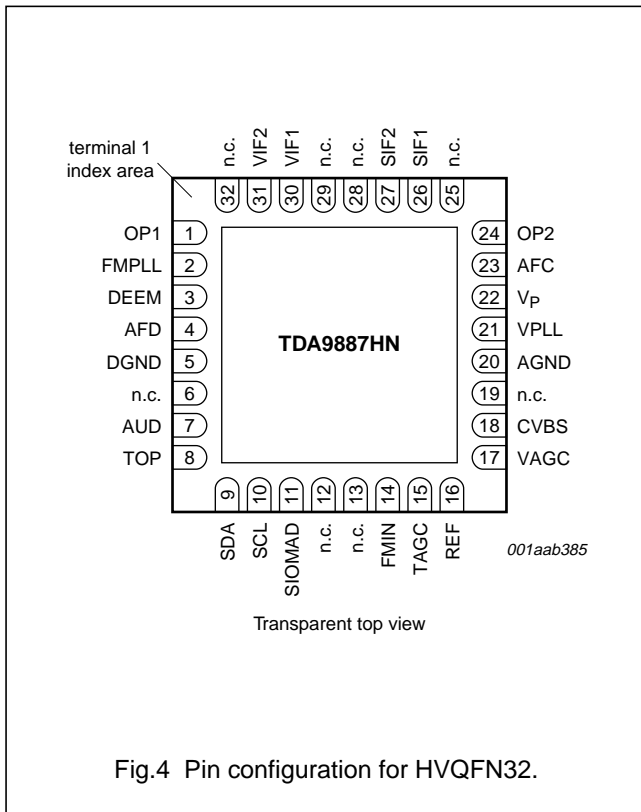 terminal 1
index area
n.c.
VIF2
VIF1
n.c.
n.c.
SIF2
SIF1
n.c.
32
31
30
29
28
27
26
25
OP1 1
FMPLL 2
DEEM 3
AFD 4
DGND 5
n.c. 6
AUD 7
TOP 8
TDA9887HN
24 OP2
23 AFC
22 VP
21 VPLL
20 AGND
19 n.c.
18 CVBS
17 VAGC
9
10
11
12
13
14
15
16
SDA
SCL
SIOMAD
n.c.
n.c.
FMIN
TAGC
REF
001aab385
Transparent top view
Fig.4 Pin configuration for HVQFN32.